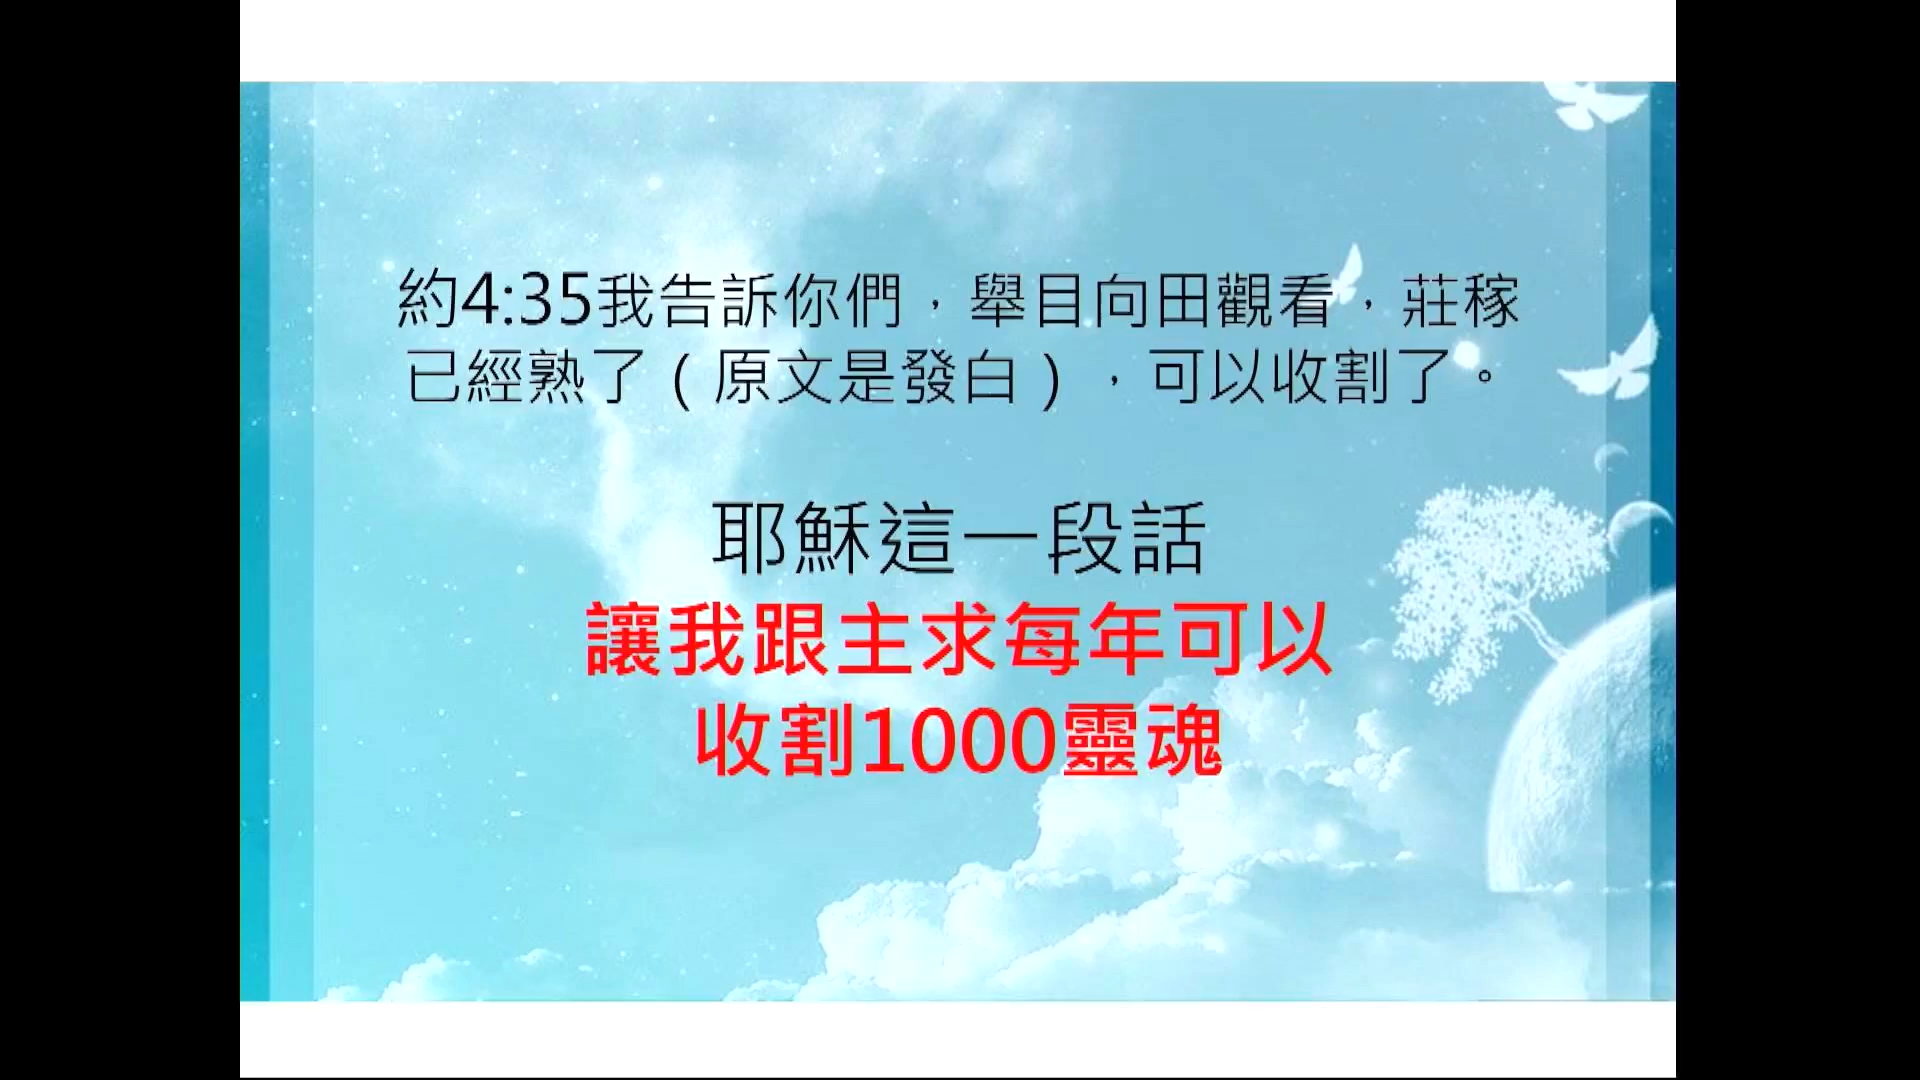 約4:35我告訴你們，舉目向田觀看，莊稼
已經熟了（原文是發白），可以收割了。
耶穌這一段話
讓我跟主求每年可以
收割1000靈魂